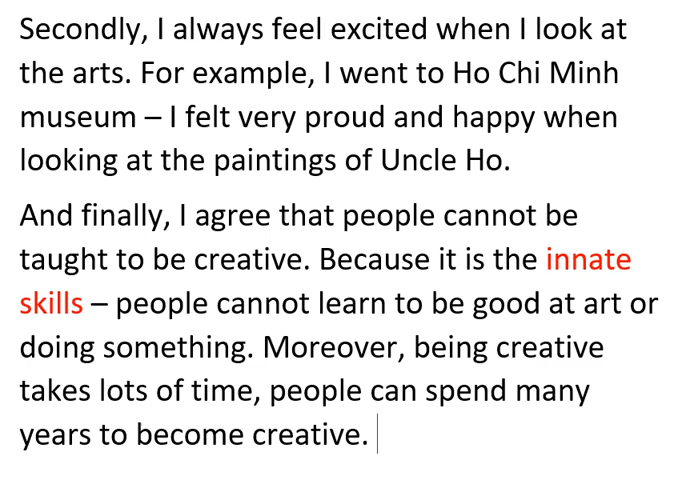 Secondly, I always feel excited when I look at
the arts. For example, I went to Ho Chi Minh
museum – I felt very proud and happy when
looking at the paintings of Uncle Ho.
And finally, I agree that people cannot be
taught to be creative. Because it is the innate
skills – people cannot learn to be good at art or
doing something. Moreover, being creative
takes lots of time, people can spend many
years to become creative.